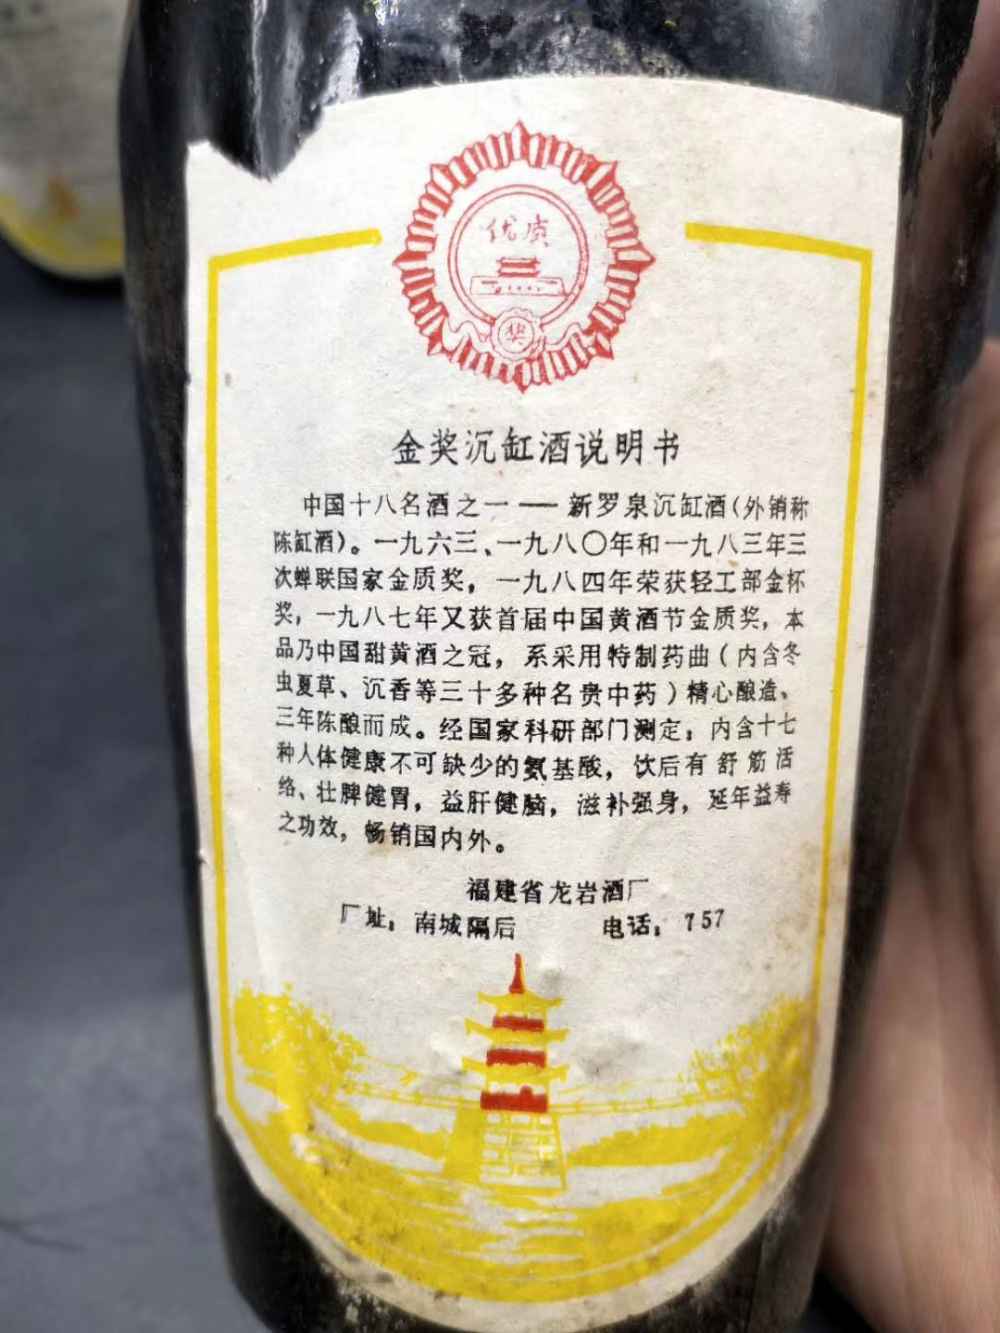 优质
奖
金奖沉缸酒说明书
中国十八名酒之一——新罗泉沉缸酒(外销称
陈缸酒)。一九六三、一九八〇年和一九八三年三
次蝉联国家金质奖，一九八四年荣获轻工部金杯
奖，一九八七年又获首届中国黄酒节金质奖，本
品乃中国甜黄酒之冠，系采用特制药曲(内含冬
虫夏草、沉香等三十多种名贵中药)精心酿造、
三年陈酿而成。经国家科研部门测定：内含十七
种人体健康不可缺少的氨基酸，饮后有舒筋活
络、壮脾健胃，益肝健脑，滋补强身，延年益寿
之功效，畅销国内外。
福建省龙岩酒厂
厂址：南城隔后 电话：757